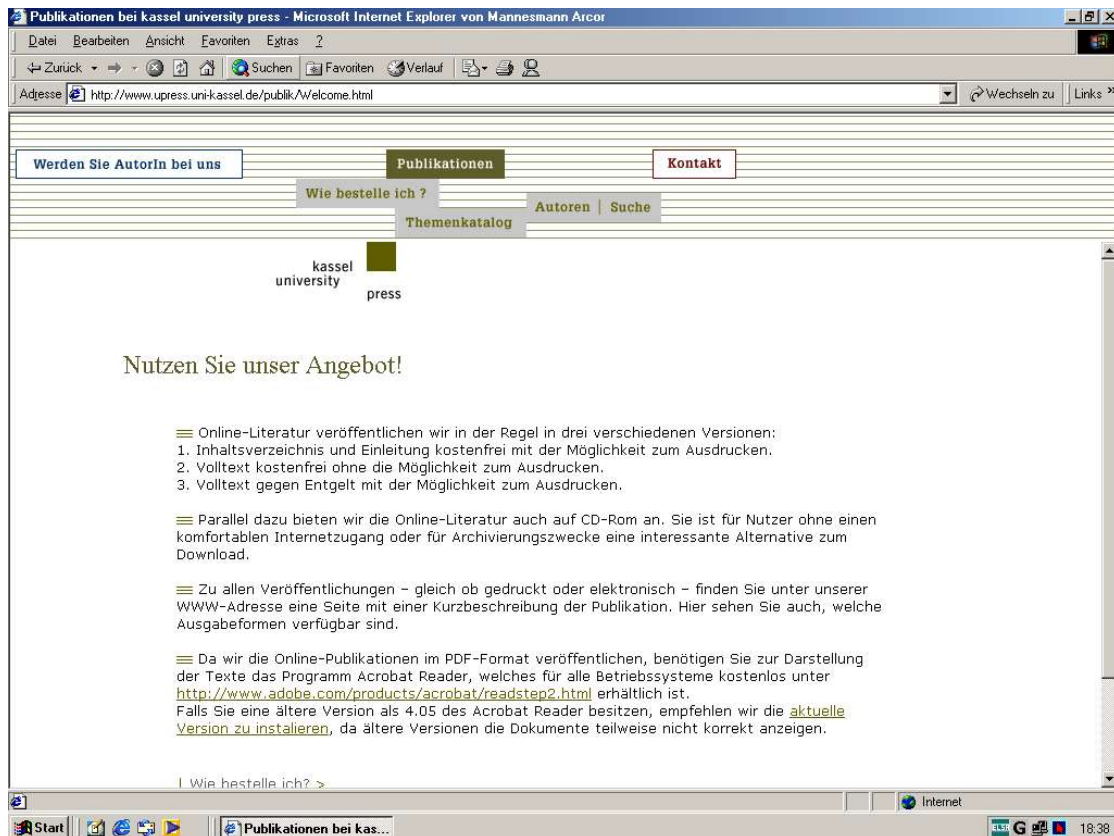 Publikationen bei kassel university press - Microsoft Internet Explorer von Mannesmann Arcor
Datei Bearbeiten Ansicht Favoriten Extras ?
Zurück Suchen Favoriten Verlauf
Adresse http://www.upress.uni-kassel.de/publik/Welcome.html Wechseln zu Links »
Werden Sie AutorIn bei uns Publikationen Kontakt
Wie bestelle ich ?
Autoren | Suche
Themenkatalog
kassel
university
press
Nutzen Sie unser Angebot!
Online-Literatur veröffentlichen wir in der Regel in drei verschiedenen Versionen:
1. Inhaltsverzeichnis und Einleitung kostenfrei mit der Möglichkeit zum Ausdrucken.
2. Volltext kostenfrei ohne die Möglichkeit zum Ausdrucken.
3. Volltext gegen Entgelt mit der Möglichkeit zum Ausdrucken.
Parallel dazu bieten wir die Online-Literatur auch auf CD-Rom an. Sie ist für Nutzer ohne einen
komfortablen Internetzugang oder für Archivierungszwecke eine interessante Alternative zum
Download.
Zu allen Veröffentlichungen – gleich ob gedruckt oder elektronisch – finden Sie unter unserer
WWW-Adresse eine Seite mit einer Kurzbeschreibung der Publikation. Hier sehen Sie auch, welche
Ausgabeformen verfügbar sind.
Da wir die Online-Publikationen im PDF-Format veröffentlichen, benötigen Sie zur Darstellung
der Texte das Programm Acrobat Reader, welches für alle Betriebssysteme kostenlos unter
http://www.adobe.com/products/acrobat/readstep2.html erhältlich ist.
Falls Sie eine ältere Version als 4.05 des Acrobat Reader besitzen, empfehlen wir die aktuelle
Version zu instalieren, da ältere Versionen die Dokumente teilweise nicht korrekt anzeigen.
| Wie bestelle ich? >
Internet
Start Publikationen bei kas... ELSA G 18:38